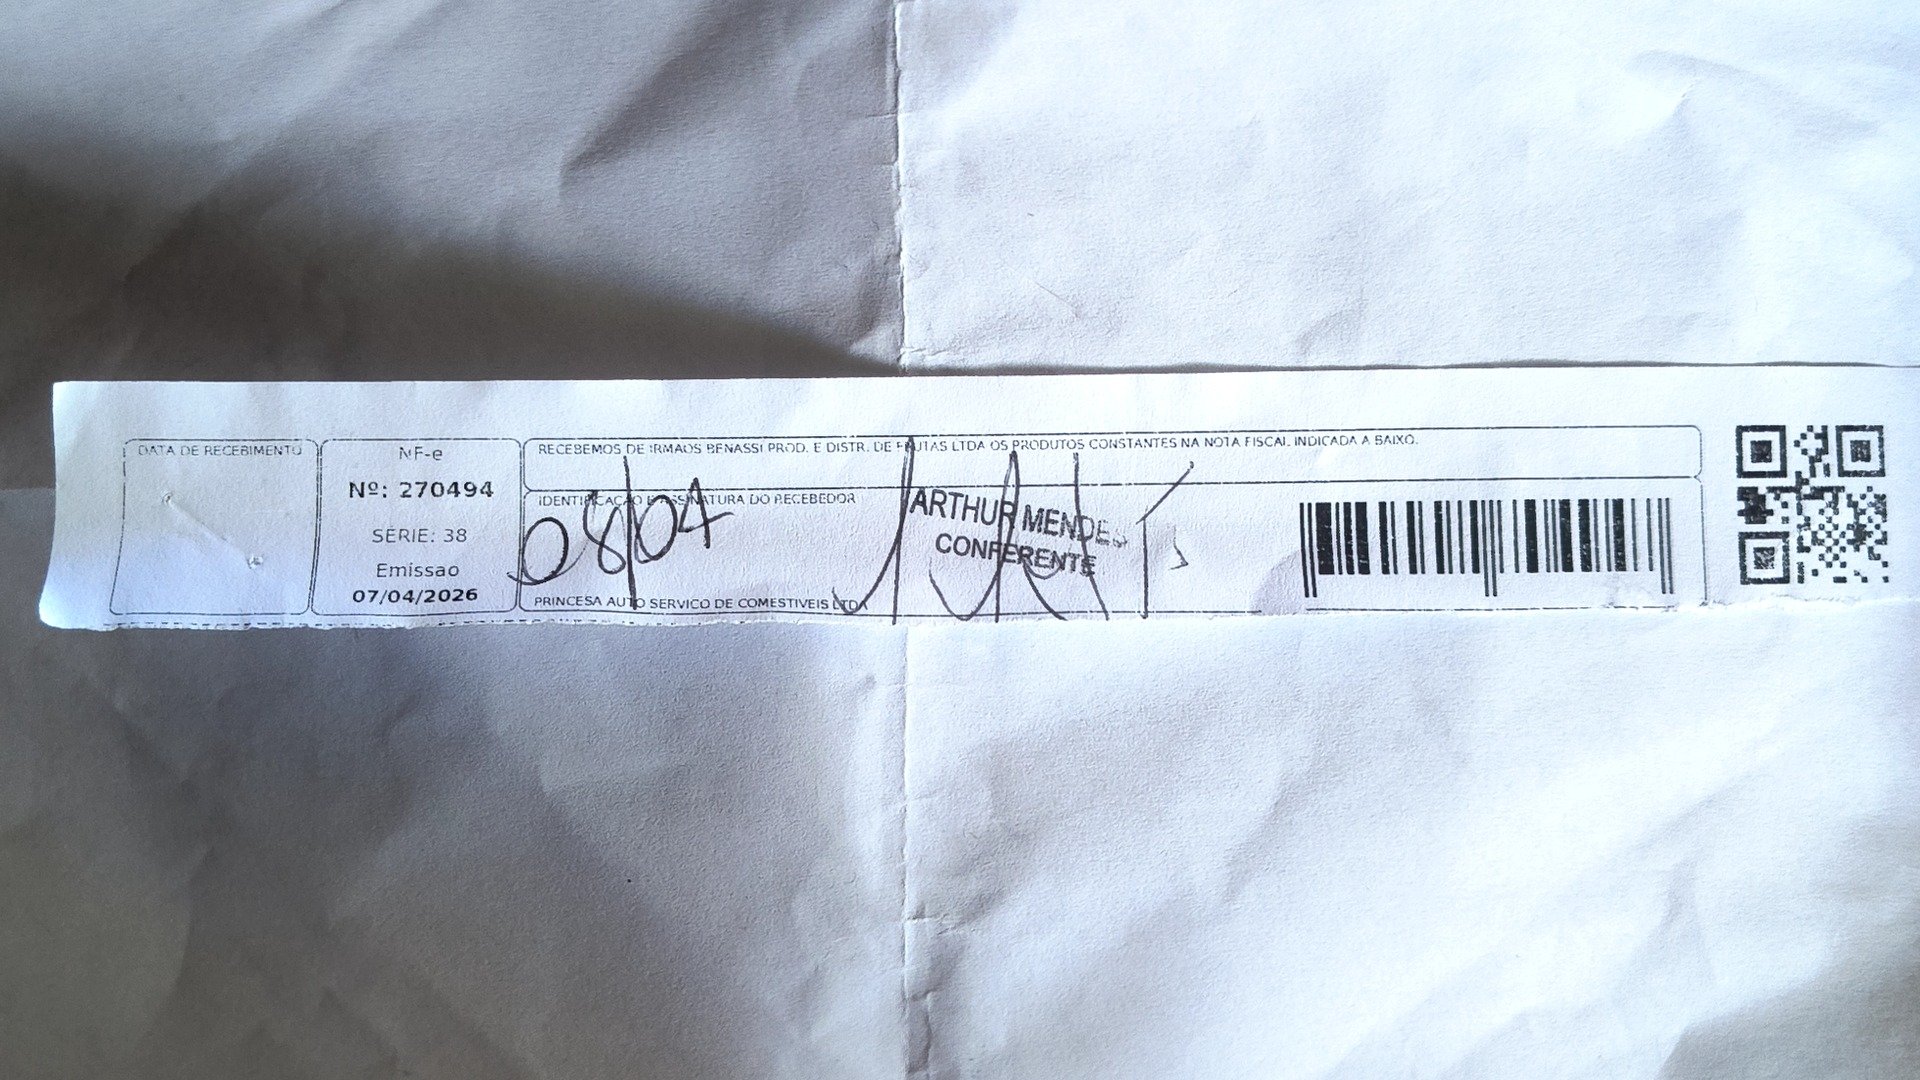 DATA DE RECEBIMENTO
NF-e
Nº: 270494
SÉRIE: 38
Emissao
07/04/2026
RECEBEMOS DE IRMAOS BENASSI PROD. E DISTR. DE FRUTAS LTDA OS PRODUTOS CONSTANTES NA NOTA FISCAL INDICADA A BAIXO.
IDENTIFICAÇÃO E ASSINATURA DO RECEBEDOR
08/04
ARTHUR MENDES
CONFERENTE
PRINCESA AUTO SERVICO DE COMESTIVEIS LTDA